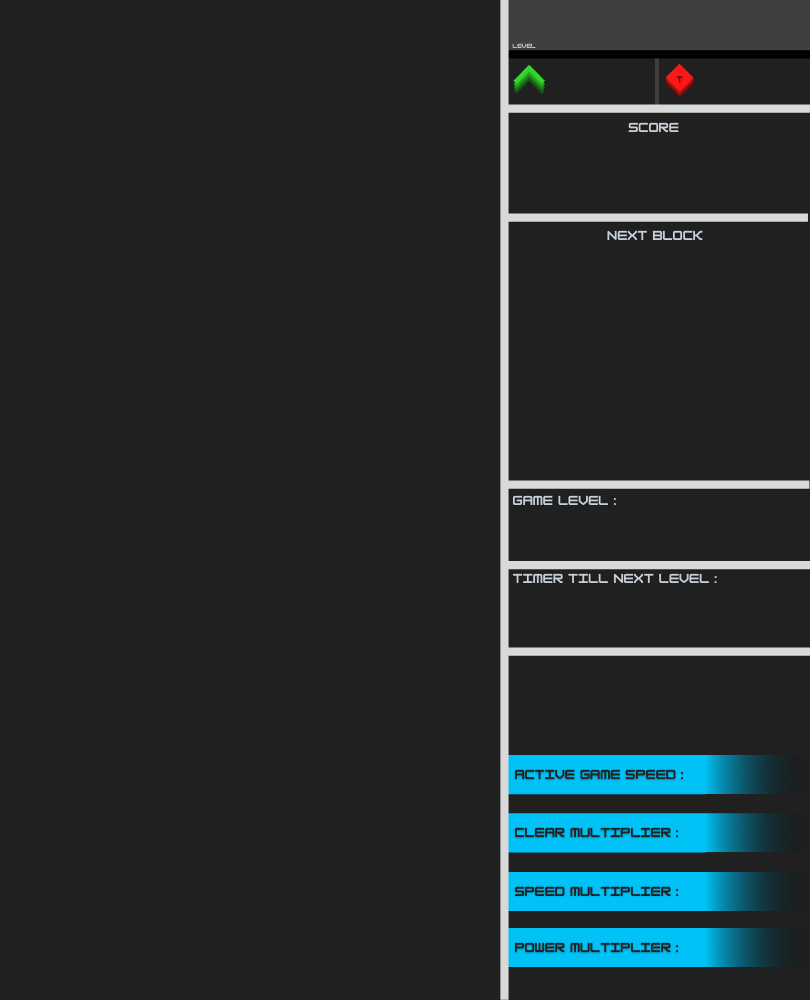 LEVEL
T
SCORE
NEXT BLOCK
GAME LEVEL :
TIMER TILL NEXT LEVEL :
ACTIVE GAME SPEED :
CLEAR MULTIPLIER :
SPEED MULTIPLIER :
POWER MULTIPLIER :